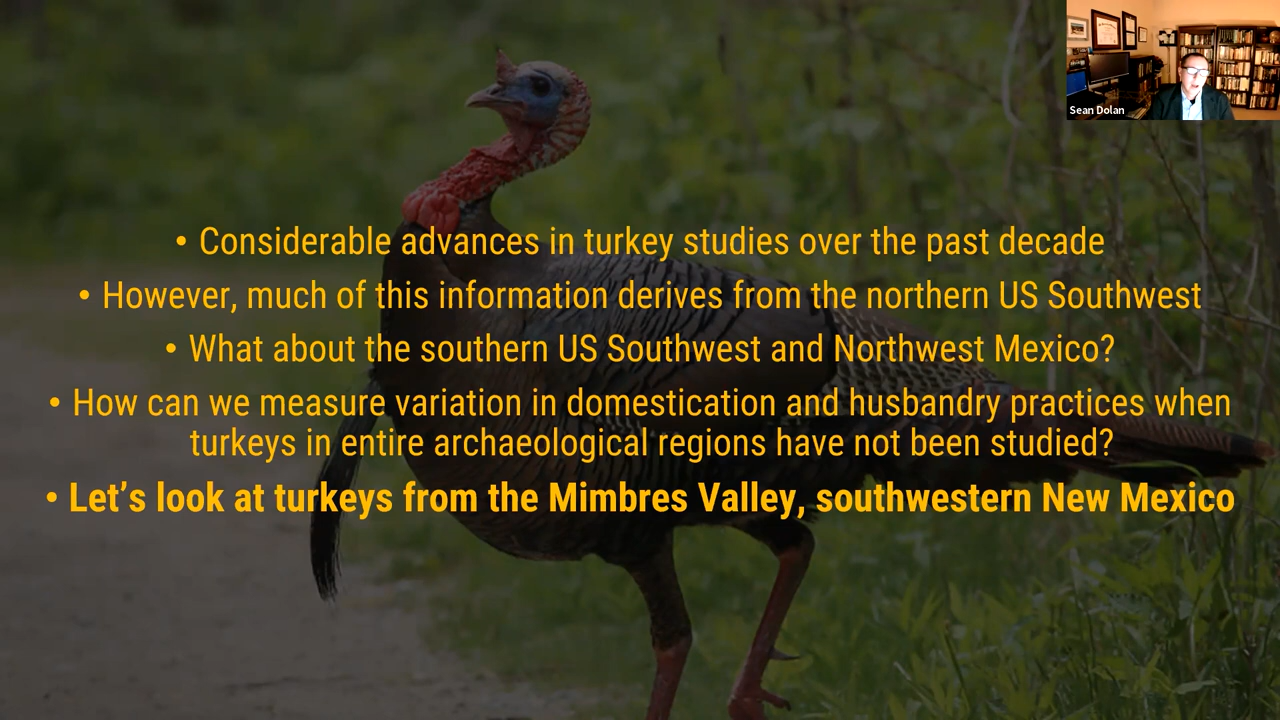 Sean Dolan
• Considerable advances in turkey studies over the past decade
• However, much of this information derives from the northern US Southwest
• What about the southern US Southwest and Northwest Mexico?
• How can we measure variation in domestication and husbandry practices when
turkeys in entire archaeological regions have not been studied?
• Let’s look at turkeys from the Mimbres Valley, southwestern New Mexico